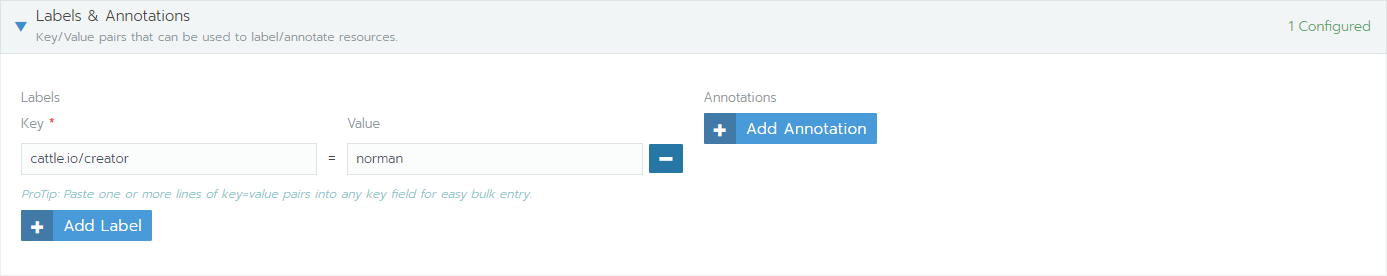 Labels & Annotations
Key/Value pairs that can be used to label/annotate resources.
1 Configured
Labels
Key *
Value
cattle.io/creator
=
norman
ProTip: Paste one or more lines of key=value pairs into any key field for easy bulk entry.
Add Label
Annotations
Add Annotation